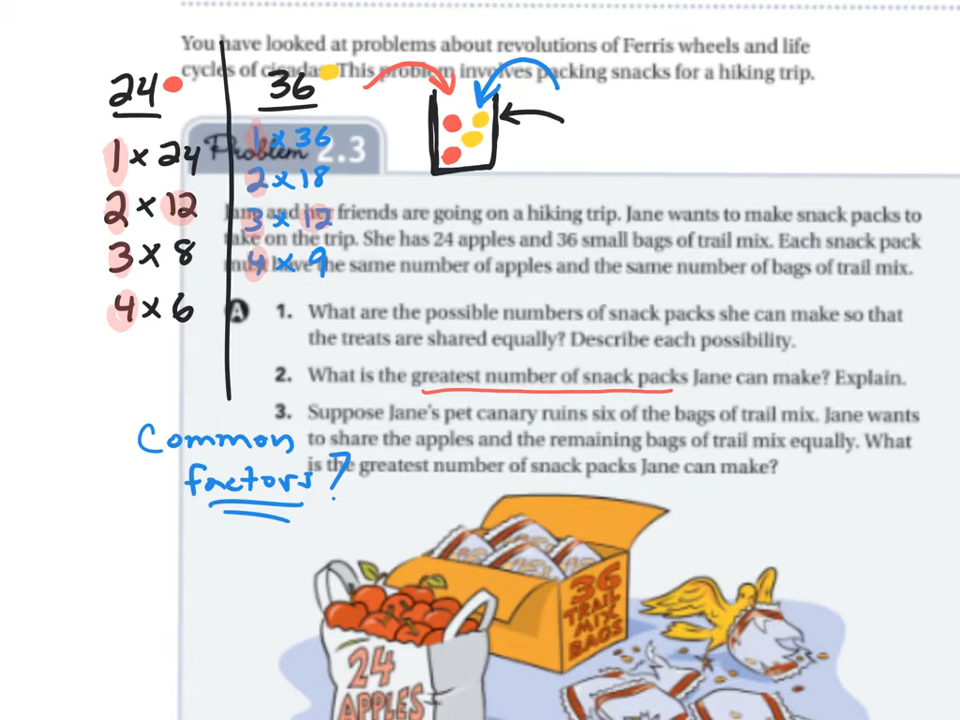 You have looked at problems about revolutions of Ferris wheels and life
cycles of cicadas. This problem involves packing snacks for a hiking trip.
24
36
1 x 24
2 x 12
3 x 8
4 x 6
1 x 36
2 x 18
3 x 12
4 x 9
Problem 2.3
Jane and her friends are going on a hiking trip. Jane wants to make snack packs to
take on the trip. She has 24 apples and 36 small bags of trail mix. Each snack pack
must have the same number of apples and the same number of bags of trail mix.
A 1. What are the possible numbers of snack packs she can make so that
the treats are shared equally? Describe each possibility.
2. What is the greatest number of snack packs Jane can make? Explain.
3. Suppose Jane's pet canary ruins six of the bags of trail mix. Jane wants
to share the apples and the remaining bags of trail mix equally. What
is the greatest number of snack packs Jane can make?
Common
factors?
36
TRAIL
MIX
BAGS
24
APPLES